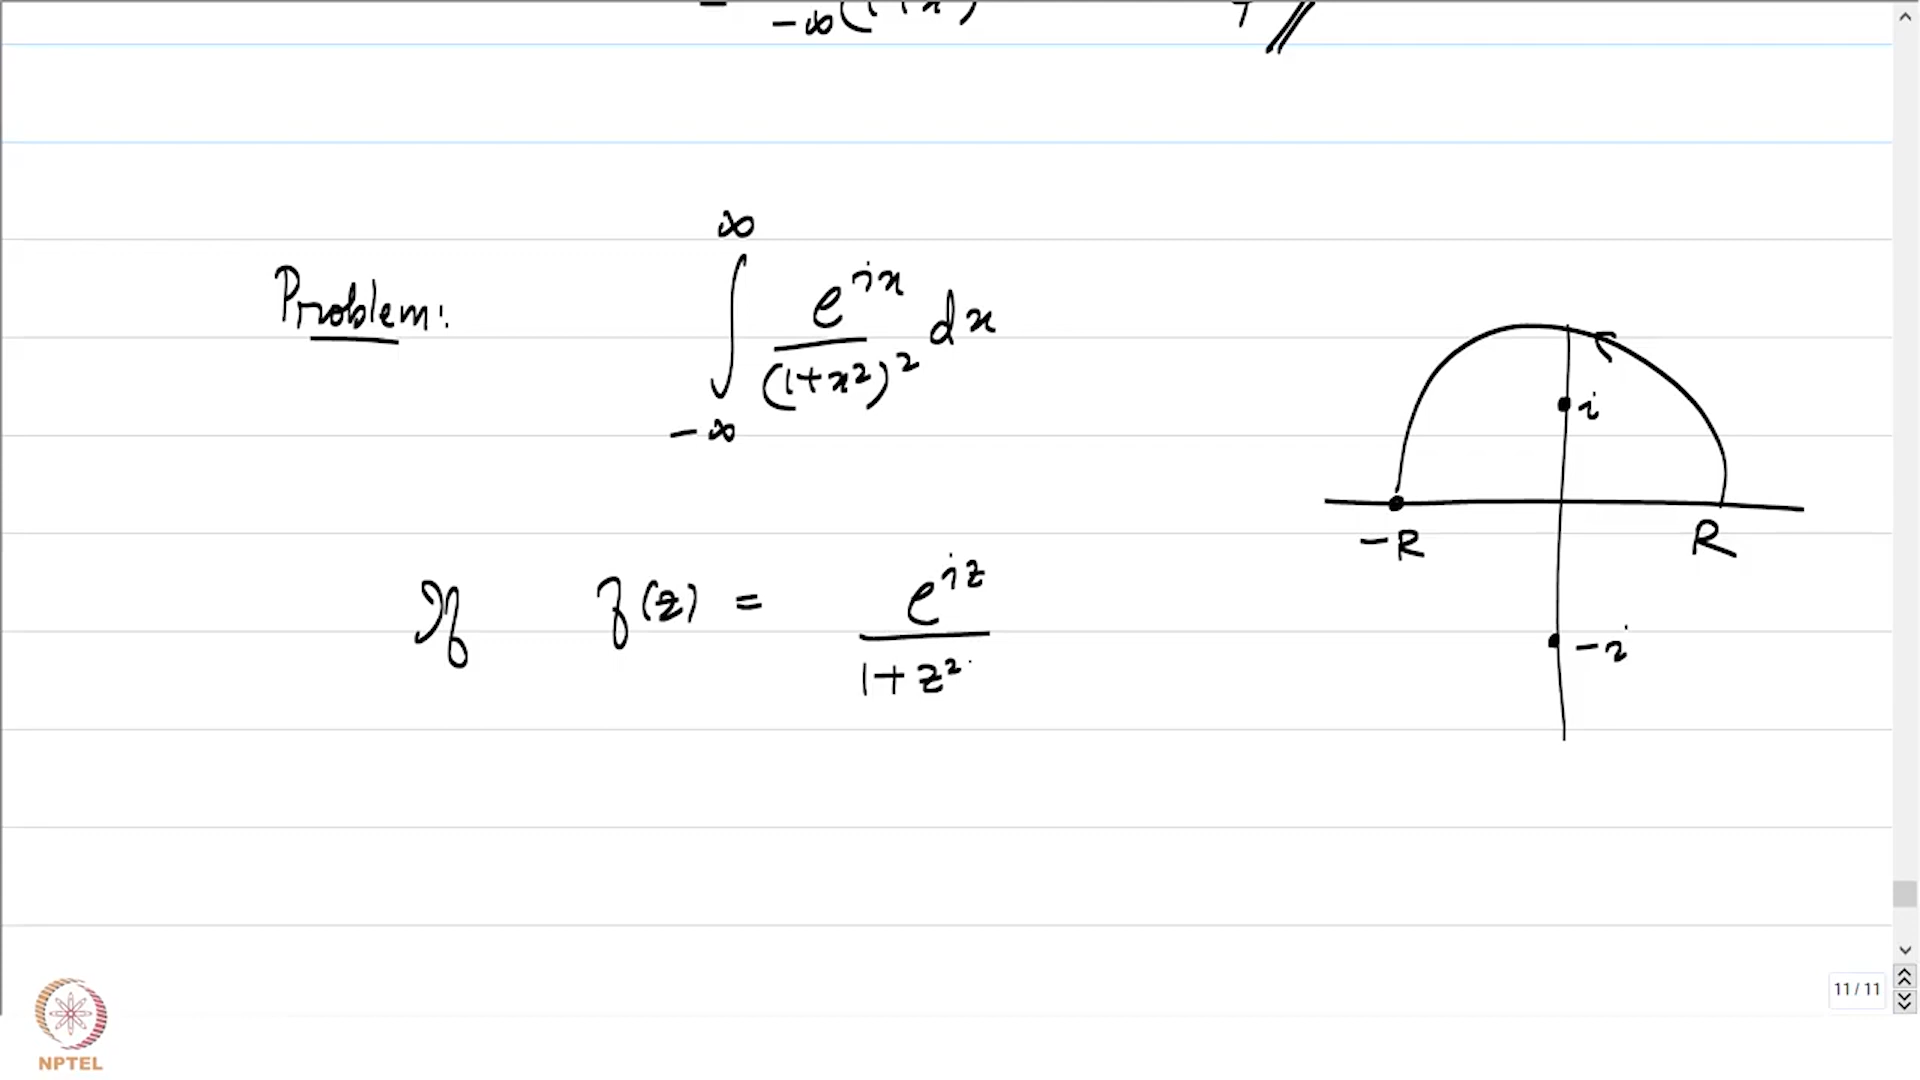 -∞
Problem: ∫_{-∞}^{∞} e^{ix}/(1+x²)² dx
i
-R R
If f(z) = e^{iz}/1+z²
-i
11 / 11
NPTEL